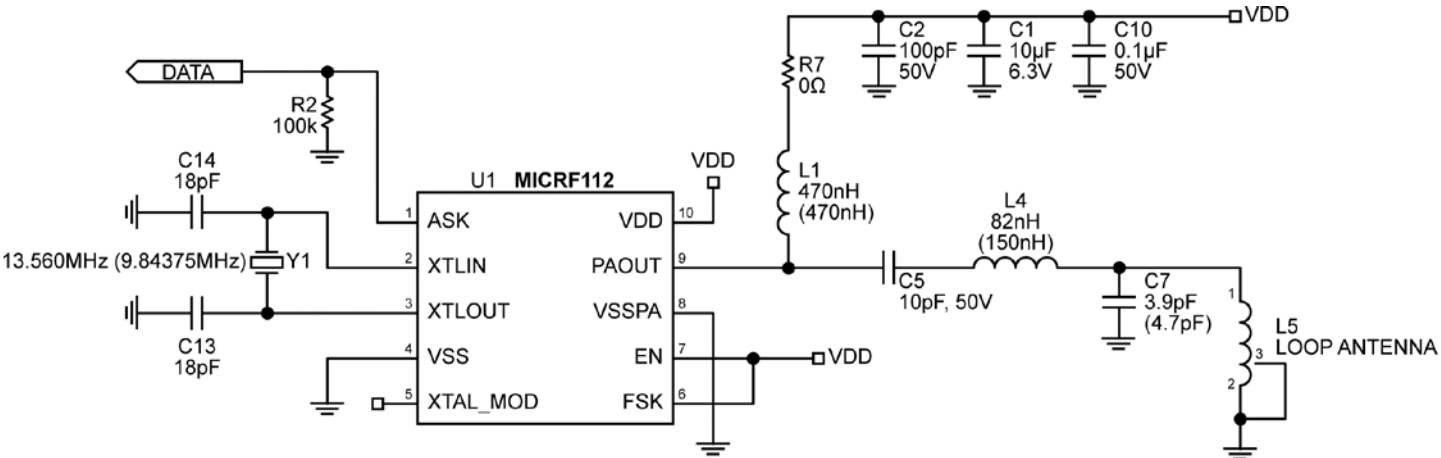 VDD
C2
100pF
50V
C1
10µF
6.3V
C10
0.1µF
50V
R7
0Ω
DATA
R2
100k
C14
18pF
U1 MICRF112
VDD
L1
470nH
(470nH)
L4
82nH
(150nH)
1 ASK
VDD 10
13.560MHz (9.84375MHz) Y1
2 XTLIN
PAOUT 9
C5
10pF, 50V
C7
3.9pF
(4.7pF)
3 XTLOUT
VSSPA 8
C13
18pF
4 VSS
EN 7
VDD
5 XTAL_MOD
FSK 6
1
3
2
L5
LOOP ANTENNA